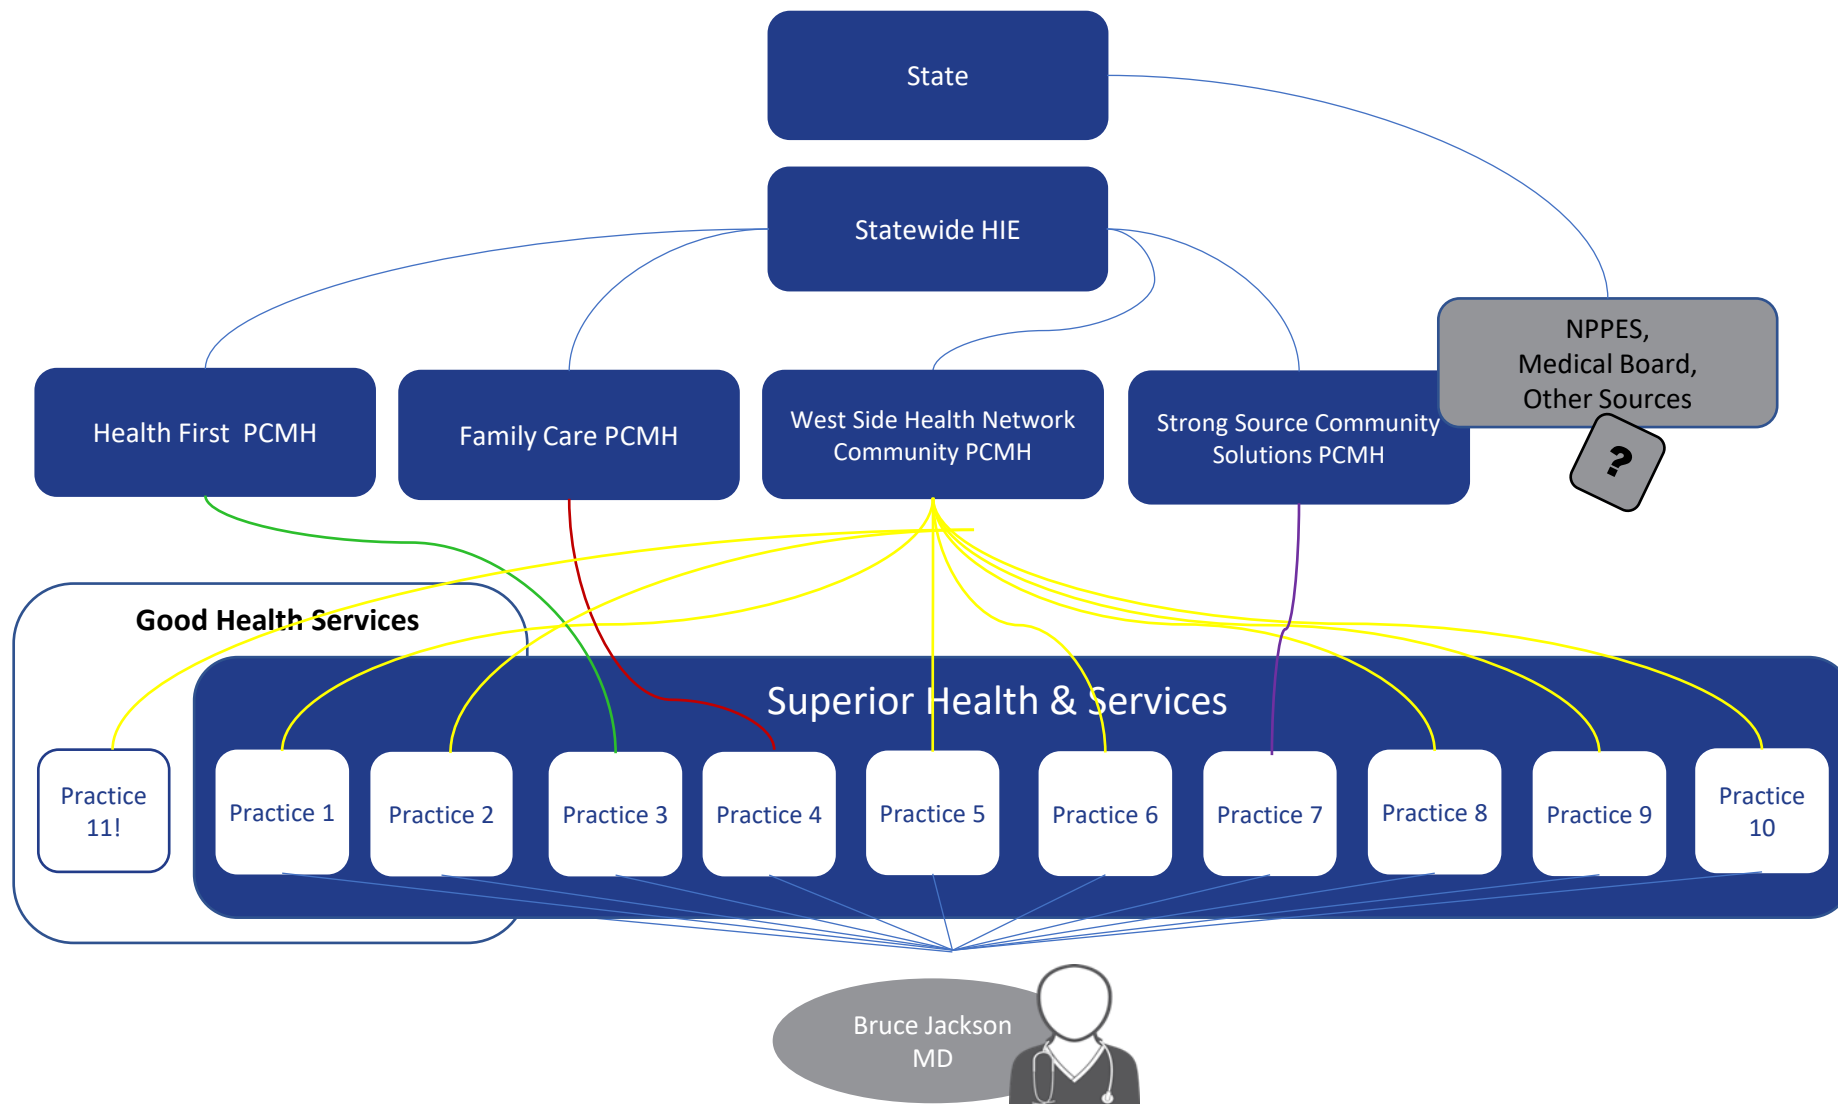 State
Statewide HIE
NPPES,
Medical Board,
Other Sources
?
Health First PCMH
Family Care PCMH
West Side Health Network
Community PCMH
Strong Source Community
Solutions PCMH
Good Health Services
Superior Health & Services
Practice
11!
Practice 1
Practice 2
Practice 3
Practice 4
Practice 5
Practice 6
Practice 7
Practice 8
Practice 9
Practice
10
Bruce Jackson
MD